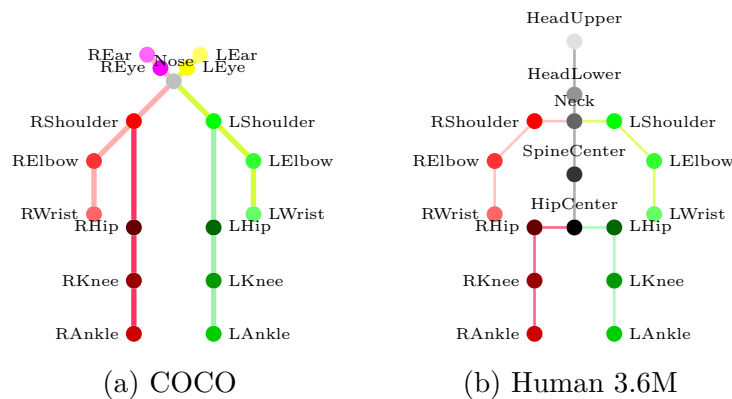 HeadUpper
REar
Nose
LEar
REye
LEye
HeadLower
Neck
RShoulder
LShoulder
RShoulder
LShoulder
RElbow
LElbow
SpineCenter
RElbow
LElbow
RWrist
LWrist
HipCenter
RWrist
LWrist
RHip
LHip
RHip
LHip
RKnee
LKnee
RKnee
LKnee
RAnkle
LAnkle
RAnkle
LAnkle
(a) COCO
(b) Human 3.6M